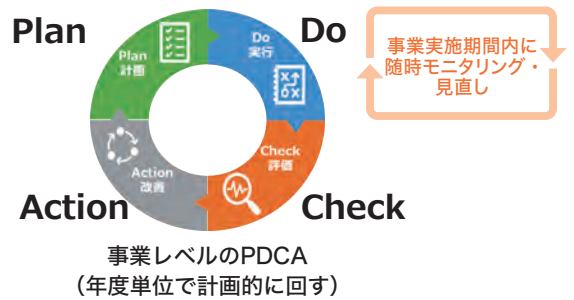 Plan
Do
Plan
計画
Do
実行
事業実施期間内に
随時モニタリング・
見直し
Action
改善
Check
評価
Action
Check
事業レベルのPDCA
（年度単位で計画的に回す）